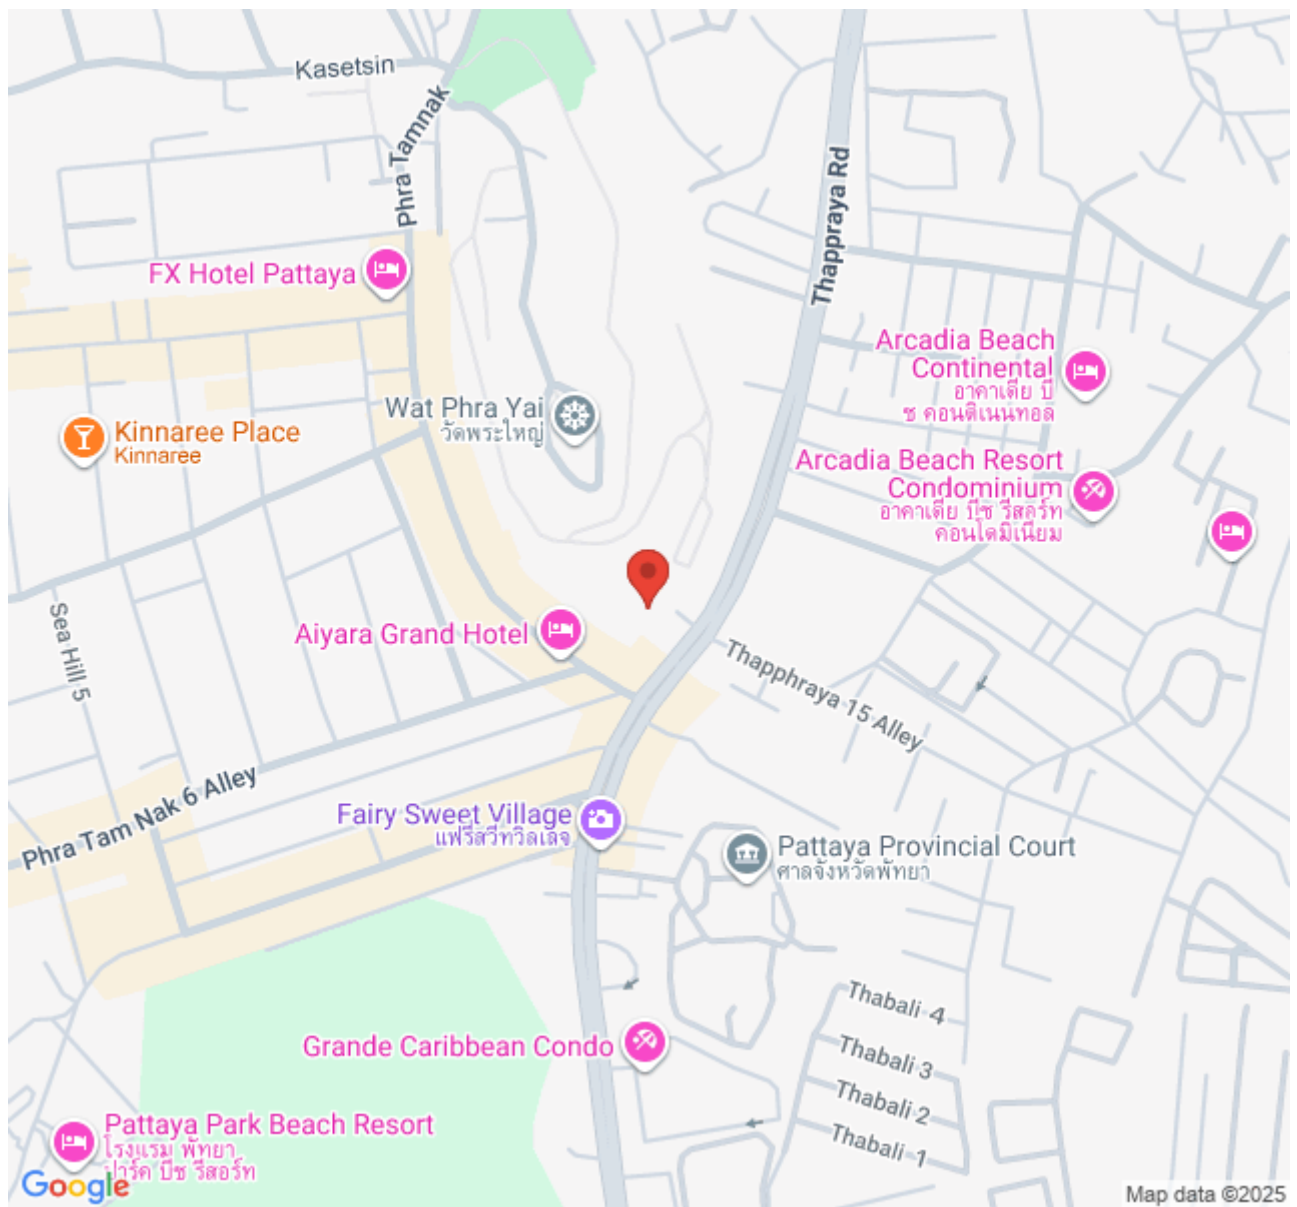 Kasetsin
Phra Tamnak
Thappraya Rd
FX Hotel Pattaya
Arcadia Beach
Continental
อาคาเดีย บี
ช คอนติเนนทอล
Wat Phra Yai
วัดพระใหญ่
Kinnaree Place
Kinnaree
Arcadia Beach Resort
Condominium
อาคาเดีย บีช รีสอร์ท
คอนโดมิเนียม
Sea Hill 5
Aiyara Grand Hotel
Thapphraya 15 Alley
Phra Tam Nak 6 Alley
Fairy Sweet Village
แฟรี่สวีทวิลเลจ
Pattaya Provincial Court
ศาลจังหวัดพัทยา
Thabali 4
Grande Caribbean Condo
Thabali 3
Thabali 2
Thabali 1
Pattaya Park Beach Resort
โรงแรม พัทยา
ปาร์ค บีช รีสอร์ท
Google
Map data ©2025